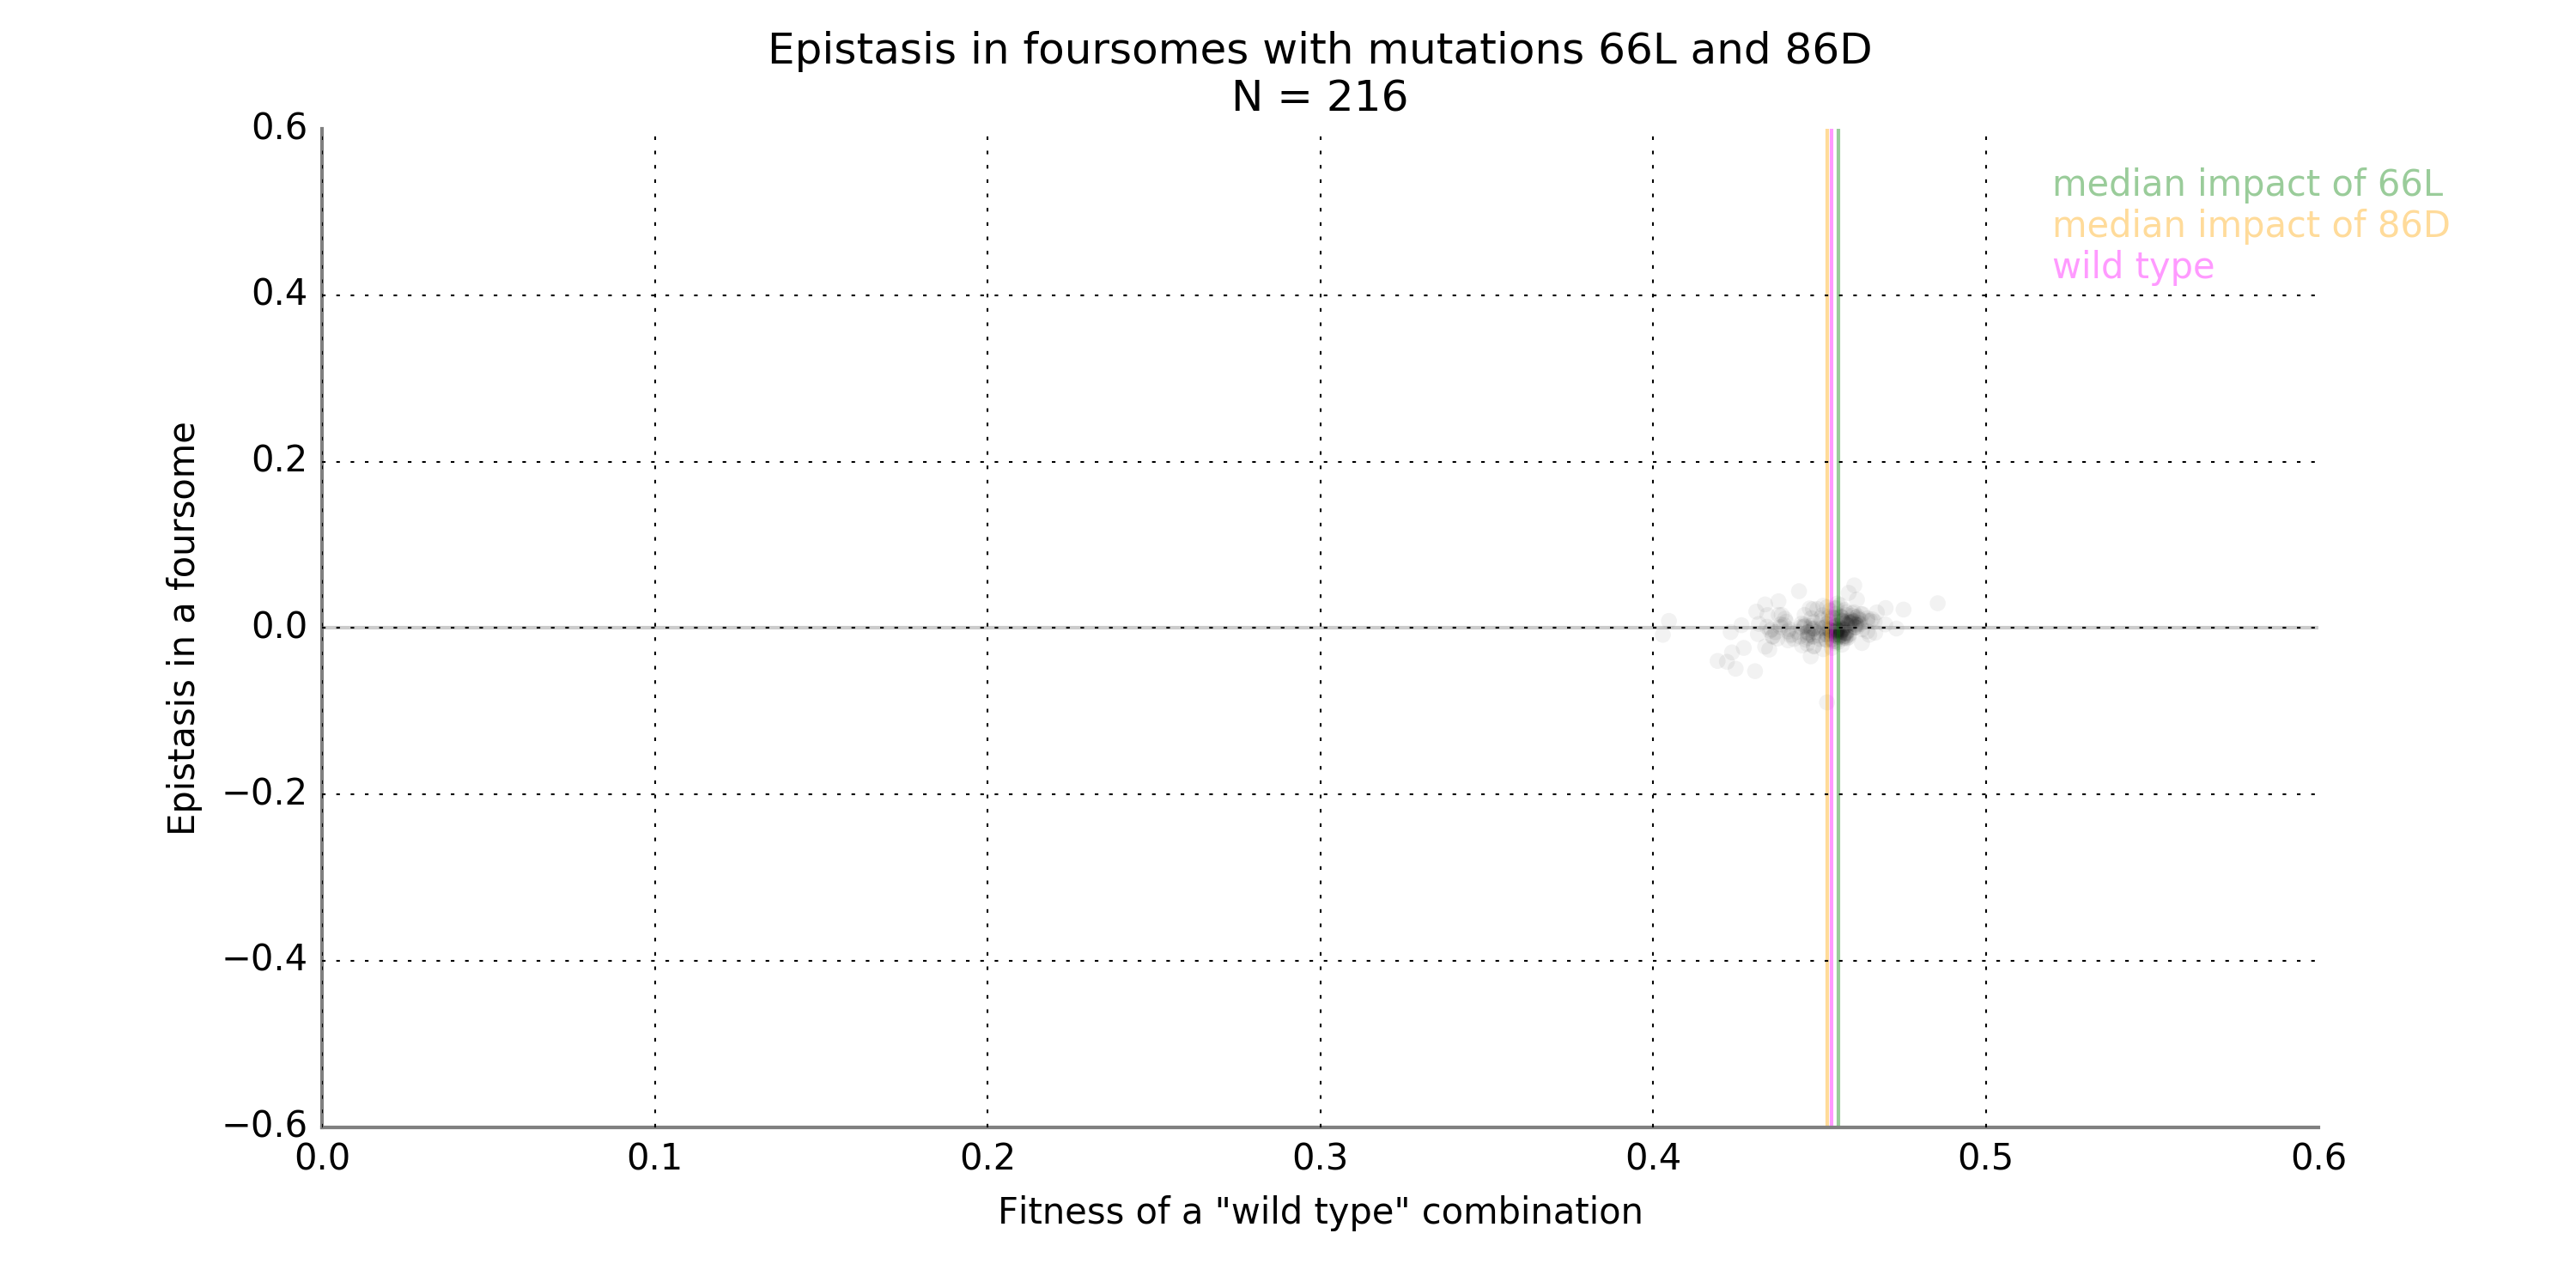 Epistasis in foursomes with mutations 66L and 86D
N = 216
median impact of 66L
median impact of 86D
wild type
Epistasis in a foursome
0.6
0.4
0.2
0.0
−0.2
−0.4
−0.6
0.0 0.1 0.2 0.3 0.4 0.5 0.6
Fitness of a "wild type" combination